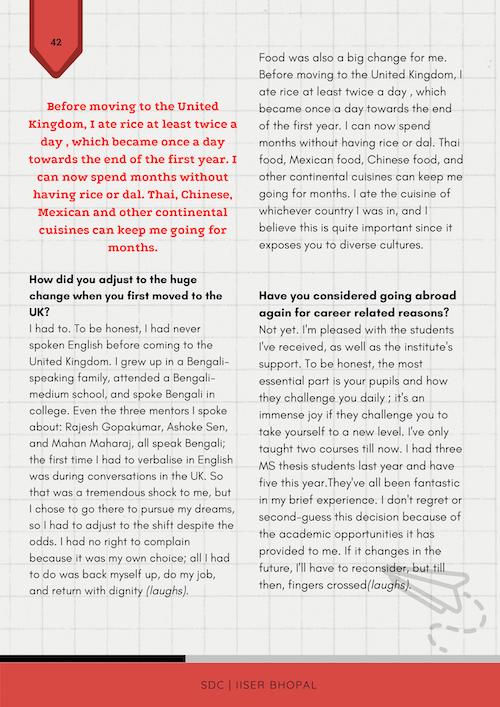 42
Before moving to the United
Kingdom, I ate rice at least twice a
day , which became once a day
towards the end of the first year. I
can now spend months without
having rice or dal. Thai, Chinese,
Mexican and other continental
cuisines can keep me going for
months.
How did you adjust to the huge
change when you first moved to the
UK?
I had to. To be honest, I had never
spoken English before coming to the
United Kingdom. I grew up in a Bengali-
speaking family, attended a Bengali-
medium school, and spoke Bengali in
college. Even the three mentors I spoke
about: Rajesh Gopakumar, Ashoke Sen,
and Mahan Maharaj, all speak Bengali;
the first time I had to verbalise in English
was during conversations in the UK. So
that was a tremendous shock to me, but
I chose to go there to pursue my dreams,
so I had to adjust to the shift despite the
odds. I had no right to complain
because it was my own choice; all I had
to do was back myself up, do my job,
and return with dignity (laughs).
Food was also a big change for me.
Before moving to the United Kingdom, I
ate rice at least twice a day , which
became once a day towards the end
of the first year. I can now spend
months without having rice or dal. Thai
food, Mexican food, Chinese food, and
other continental cuisines can keep me
going for months. I ate the cuisine of
whichever country I was in, and I
believe this is quite important since it
exposes you to diverse cultures.
Have you considered going abroad
again for career related reasons?
Not yet. I'm pleased with the students
I've received, as well as the institute's
support. To be honest, the most
essential part is your pupils and how
they challenge you daily ; it's an
immense joy if they challenge you to
take yourself to a new level. I've only
taught two courses till now. I had three
MS thesis students last year and have
five this year.They've all been fantastic
in my brief experience. I don't regret or
second-guess this decision because of
the academic opportunities it has
provided to me. If it changes in the
future, I'll have to reconsider, but till
then, fingers crossed(laughs).
SDC | IISER BHOPAL